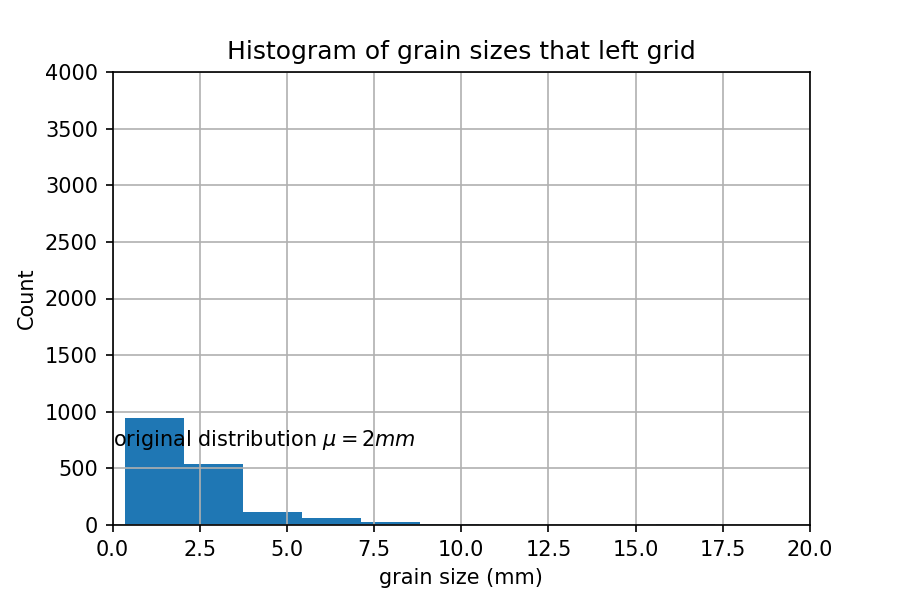 Histogram of grain sizes that left grid
4000
3500
3000
2500
2000
1500
1000
500
0
Count
original distribution μ = 2mm
0.0 2.5 5.0 7.5 10.0 12.5 15.0 17.5 20.0
grain size (mm)